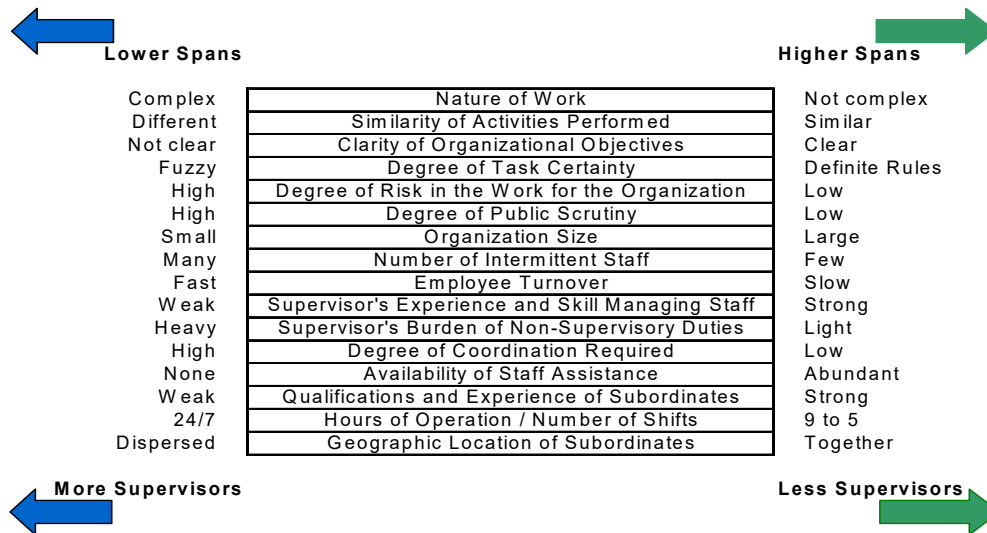 Lower Spans Higher Spans
Complex Nature of Work Not complex
Different Similarity of Activities Performed Similar
Not clear Clarity of Organizational Objectives Clear
Fuzzy Degree of Task Certainty Definite Rules
High Degree of Risk in the Work for the Organization Low
High Degree of Public Scrutiny Low
Small Organization Size Large
Many Number of Intermittent Staff Few
Fast Employee Turnover Slow
Weak Supervisor's Experience and Skill Managing Staff Strong
Heavy Supervisor's Burden of Non-Supervisory Duties Light
High Degree of Coordination Required Low
None Availability of Staff Assistance Abundant
Weak Qualifications and Experience of Subordinates Strong
24/7 Hours of Operation / Number of Shifts 9 to 5
Dispersed Geographic Location of Subordinates Together
More Supervisors Less Supervisors